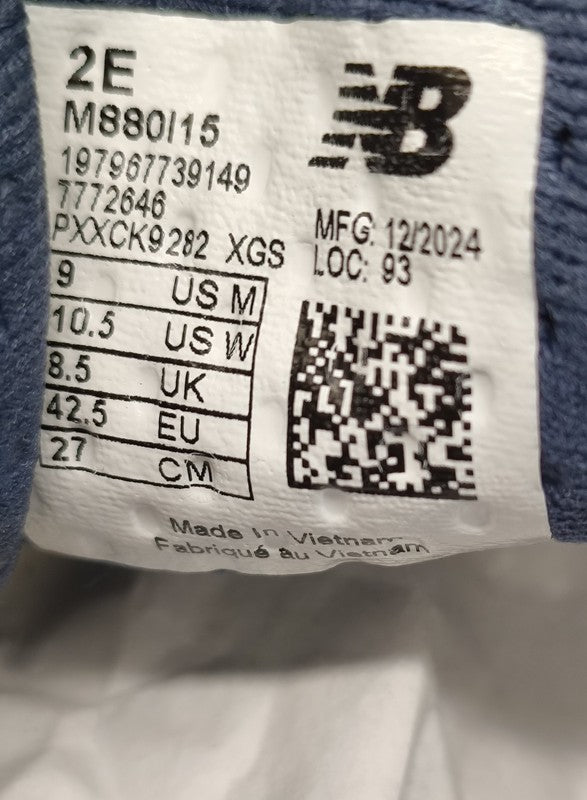 2E
M880I15
197967739149
7772646
PXXCK9282 XGS
NB
MFG: 12/2024
LOC: 93
9 US M
10.5 US W
8.5 UK
42.5 EU
27 CM
Made In Vietnam
Fabriqué au Vietnam